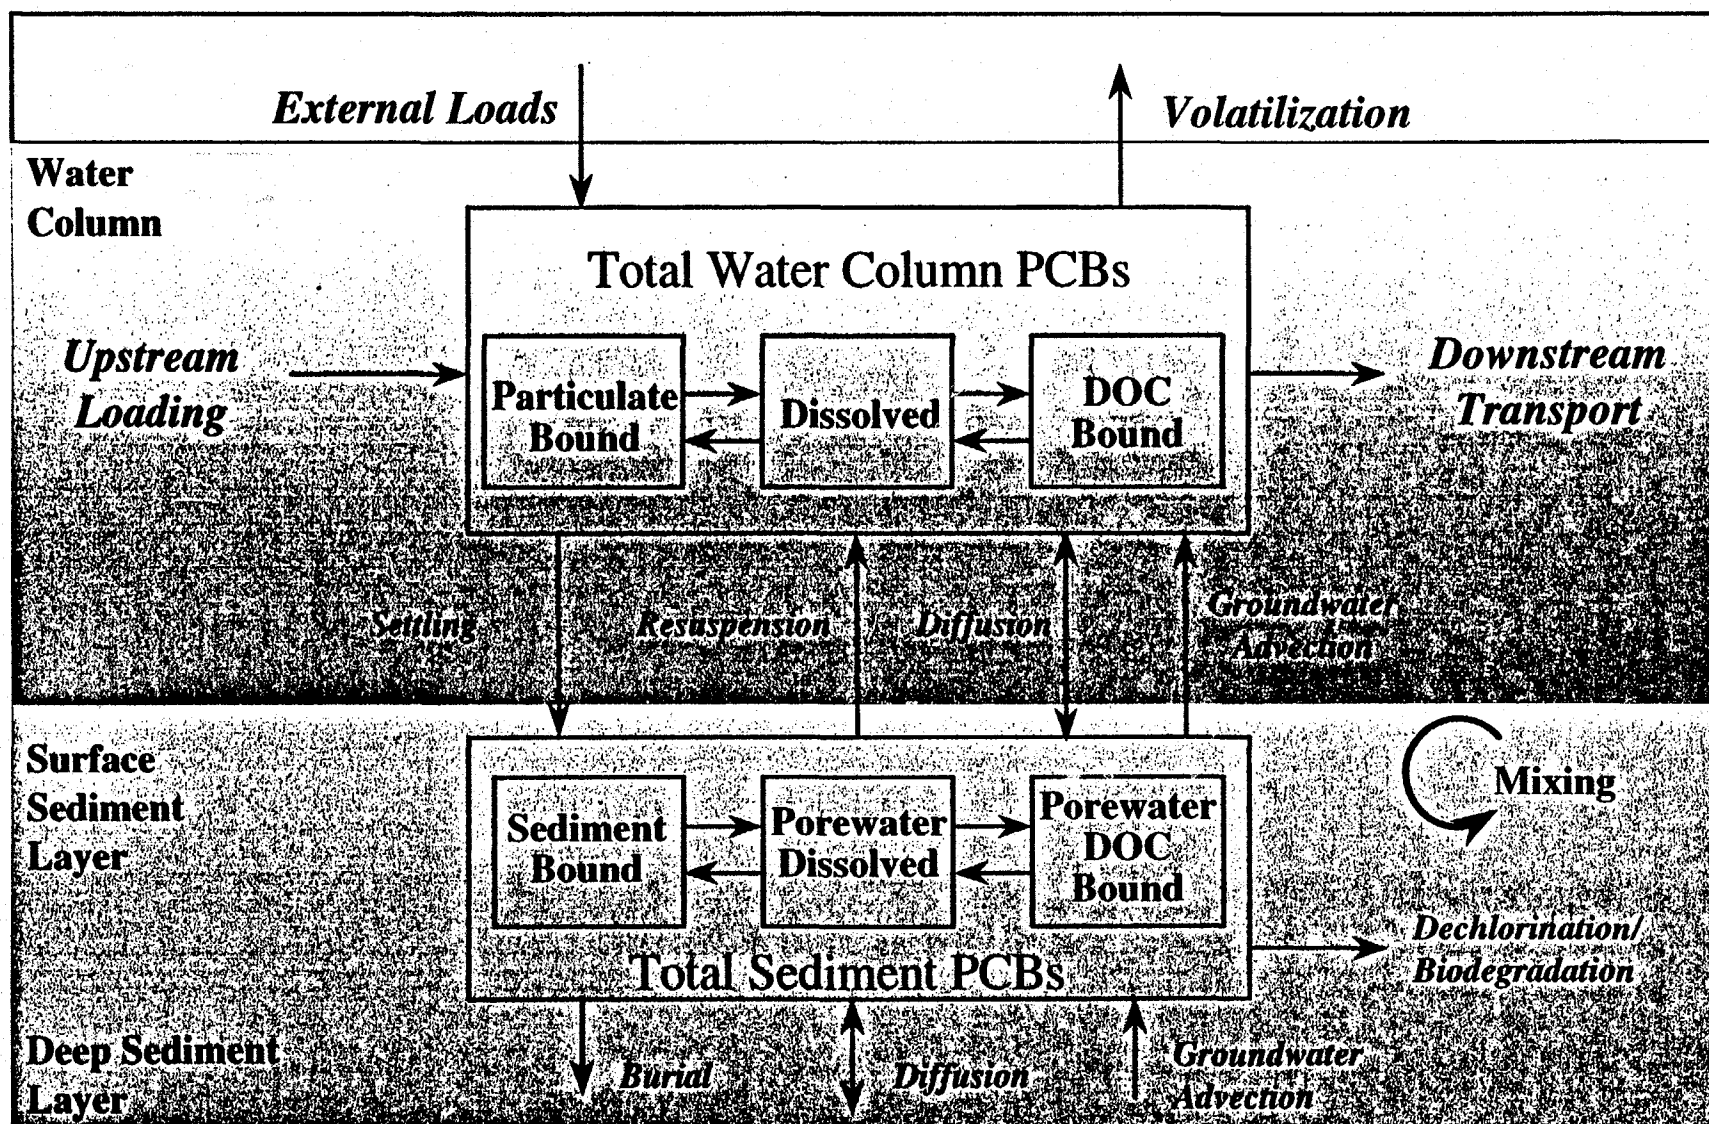 External Loads
Volatilization
Water
Column
Total Water Column PCBs
Upstream
Loading
Particulate
Bound
Dissolved
DOC
Bound
Downstream
Transport
Settling
Resuspension
Diffusion
Groundwater
Advection
Surface
Sediment
Layer
Sediment
Bound
Porewater
Dissolved
Porewater
DOC
Bound
Mixing
Total Sediment PCBs
Dechlorination/
Biodegradation
Deep Sediment
Layer
Burial
Diffusion
Groundwater
Advection